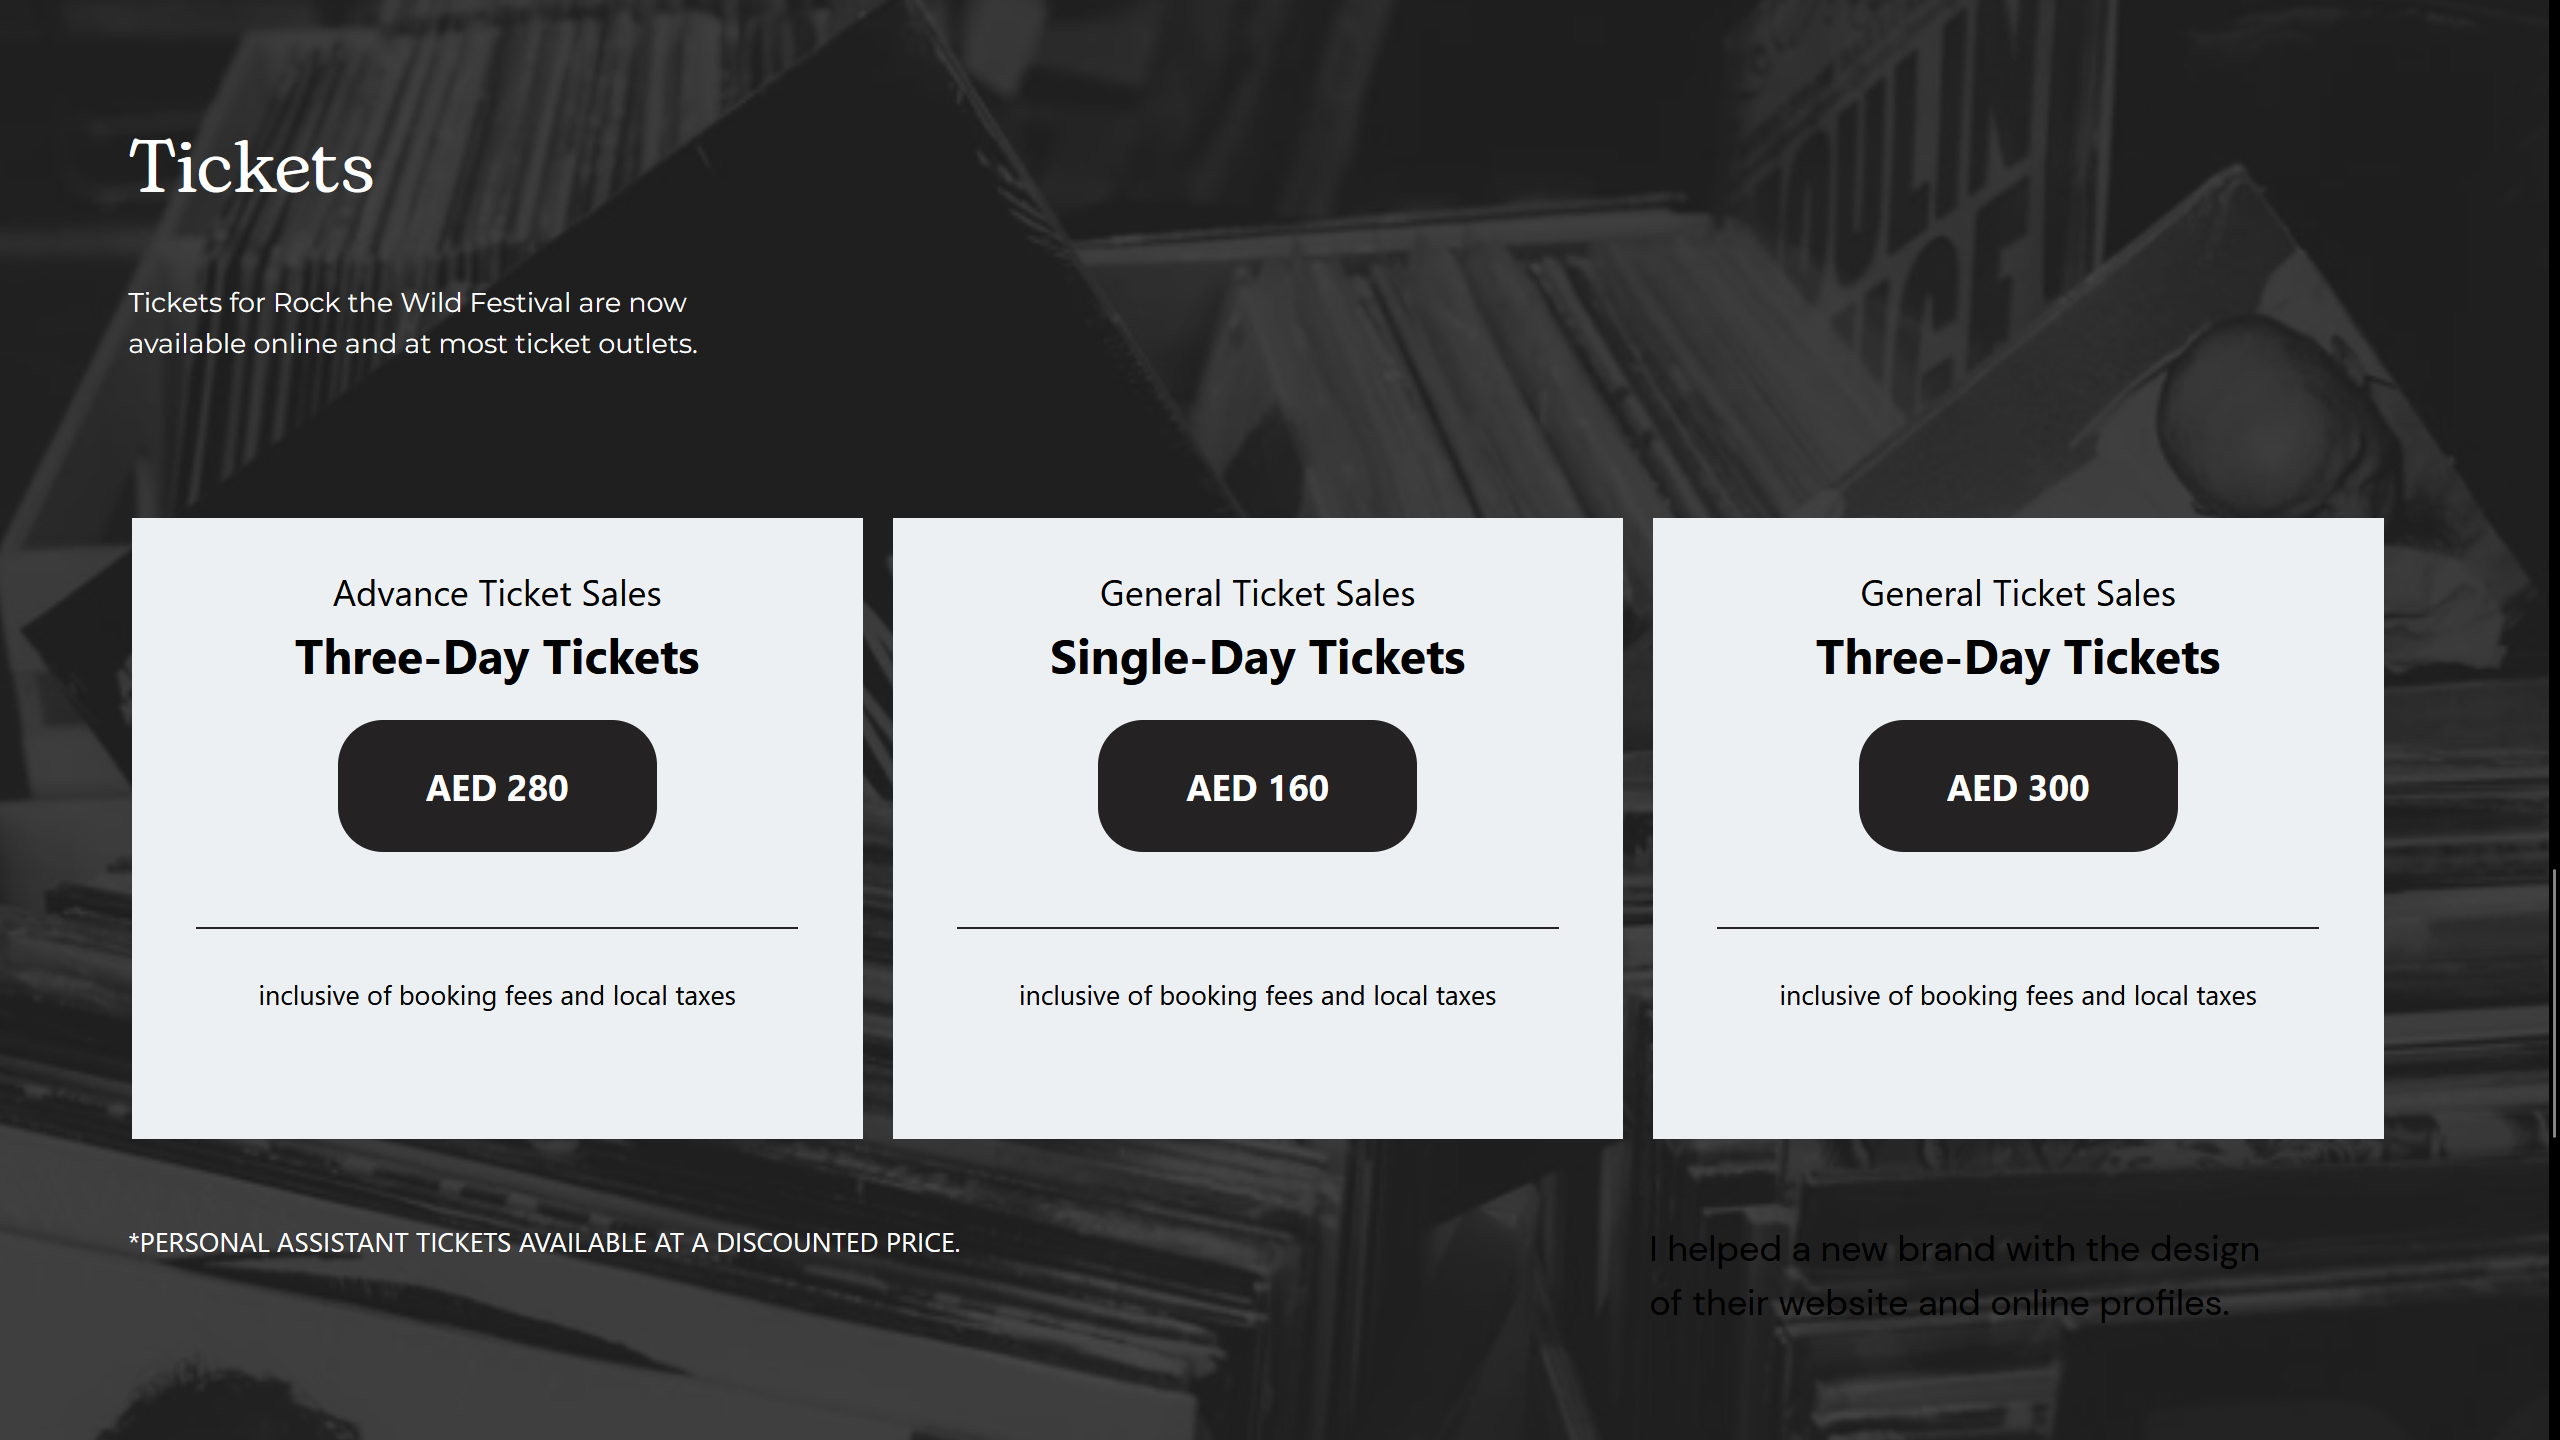 Tickets
Tickets for Rock the Wild Festival are now
available online and at most ticket outlets.
Advance Ticket Sales
Three-Day Tickets
AED 280
inclusive of booking fees and local taxes
General Ticket Sales
Single-Day Tickets
AED 160
inclusive of booking fees and local taxes
General Ticket Sales
Three-Day Tickets
AED 300
inclusive of booking fees and local taxes
*PERSONAL ASSISTANT TICKETS AVAILABLE AT A DISCOUNTED PRICE.
I helped a new brand with the design
of their website and online profiles.